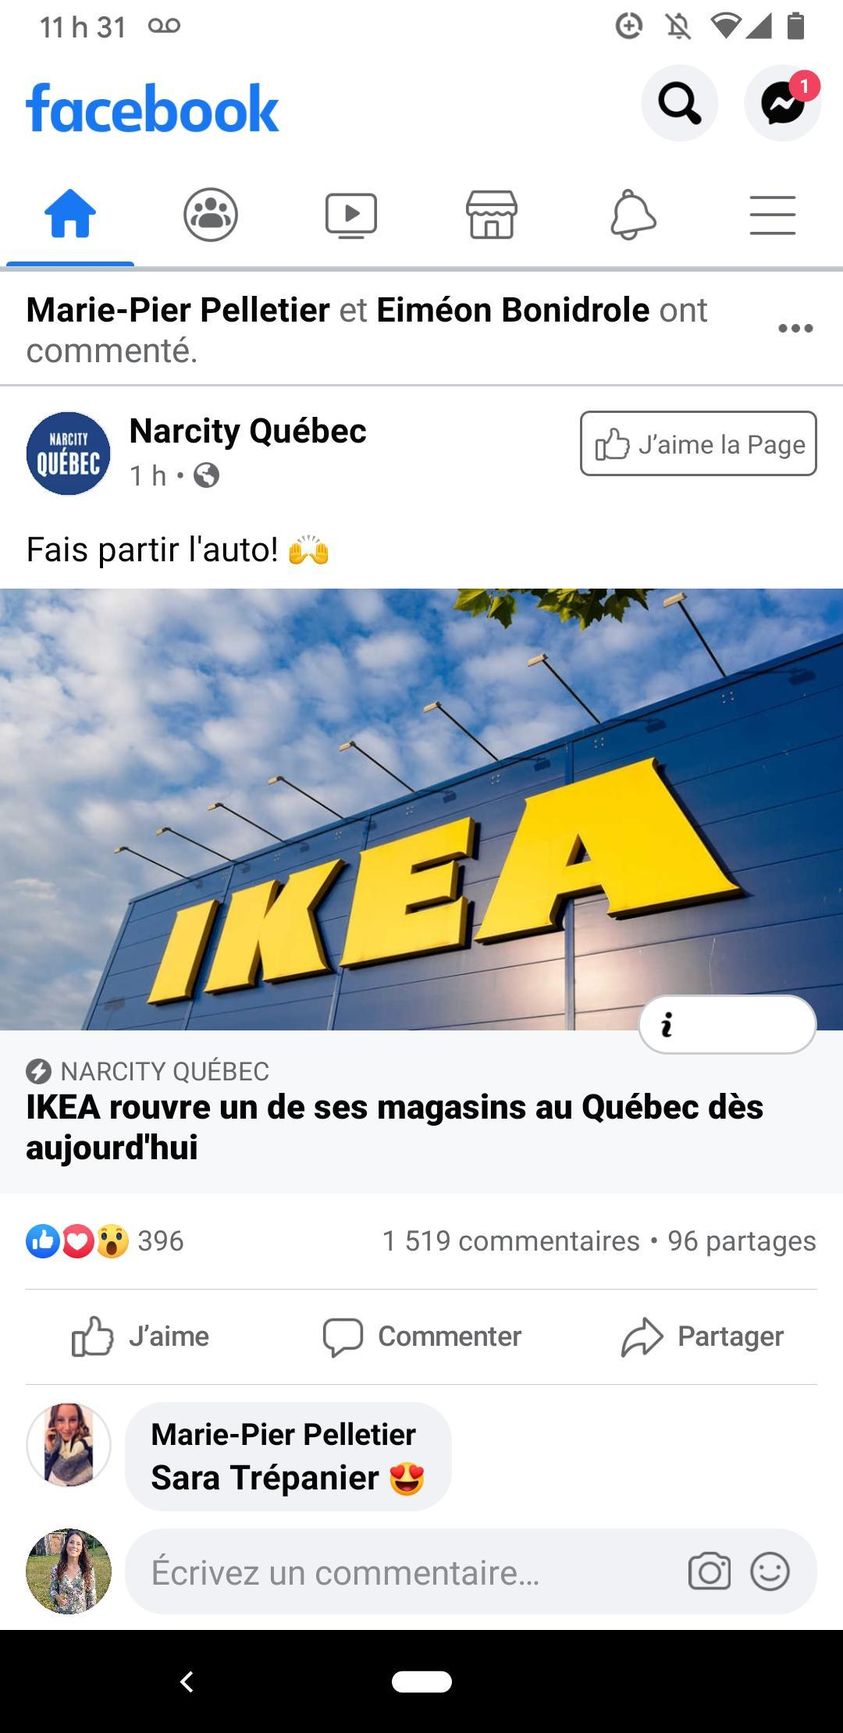 11 h 31
facebook
1
Marie-Pier Pelletier et Eiméon Bonidrole ont
commenté.
NARCITY
QUÉBEC
Narcity Québec
1 h •
J’aime la Page
Fais partir l'auto! 🙌
IKEA
i
NARCITY QUÉBEC
IKEA rouvre un de ses magasins au Québec dès
aujourd'hui
396
1 519 commentaires • 96 partages
J’aime
Commenter
Partager
Marie-Pier Pelletier
Sara Trépanier 😍
Écrivez un commentaire...